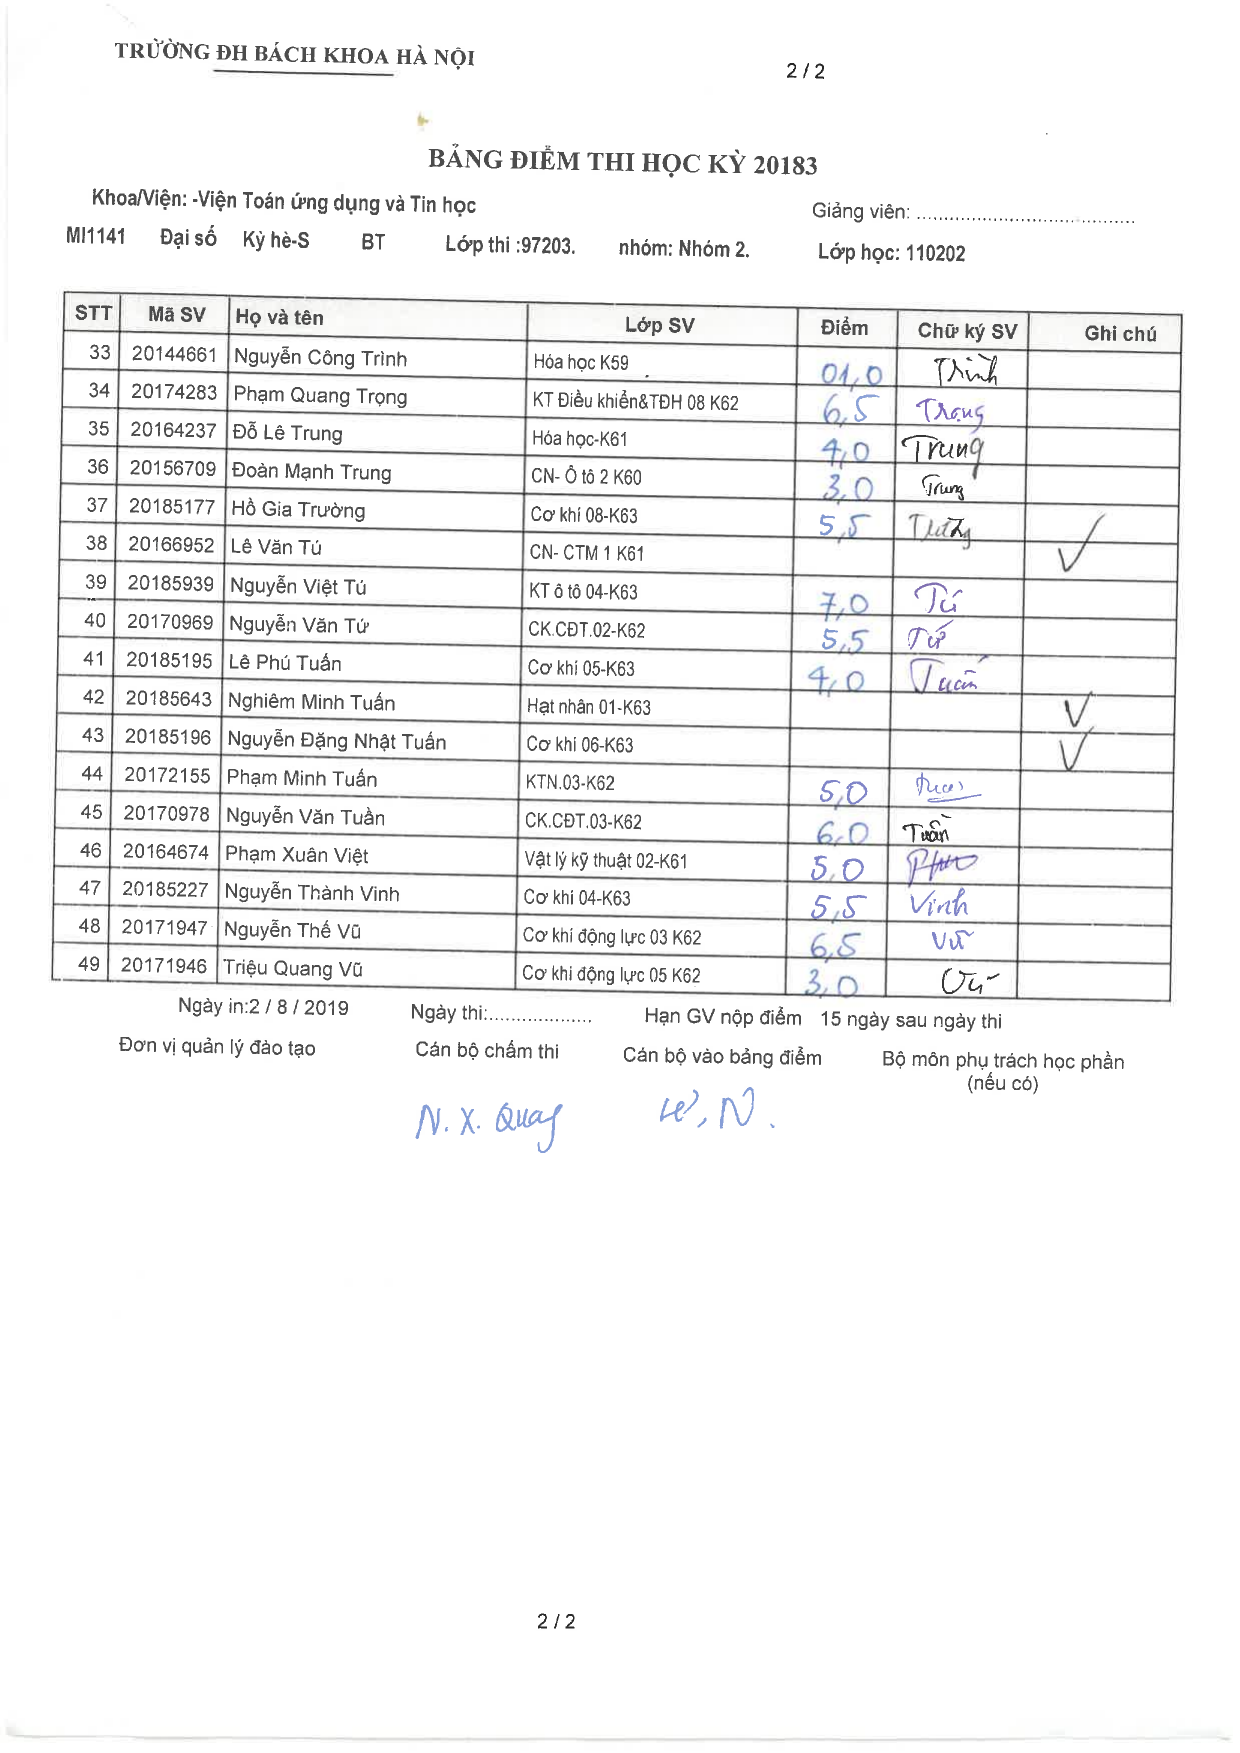 TRƯỜNG ĐH BÁCH KHOA HÀ NỘI
2 / 2
BẢNG ĐIỂM THI HỌC KỲ 20183
Khoa/Viện: -Viện Toán ứng dụng và Tin học
Giảng viên: ........................................
MI1141 Đại số Kỳ hè-S BT Lớp thi :97203. nhóm: Nhóm 2. Lớp học: 110202
STT Mã SV Họ và tên Lớp SV Điểm Chữ ký SV Ghi chú
33 20144661 Nguyễn Công Trình Hóa học K59 01,0 Trình
34 20174283 Phạm Quang Trọng KT Điều khiển&TĐH 08 K62 6,5 Trọng
35 20164237 Đỗ Lê Trung Hóa học-K61 4,0 Trung
36 20156709 Đoàn Mạnh Trung CN- Ô tô 2 K60 3,0 Trung
37 20185177 Hồ Gia Trường Cơ khí 08-K63 5,5
38 20166952 Lê Văn Tú CN- CTM 1 K61 ✓
39 20185939 Nguyễn Việt Tú KT ô tô 04-K63 7,0 Tú
40 20170969 Nguyễn Văn Tứ CK.CĐT.02-K62 5,5 Tứ
41 20185195 Lê Phú Tuấn Cơ khí 05-K63 4,0 Tuấn
42 20185643 Nghiêm Minh Tuấn Hạt nhân 01-K63 ✓
43 20185196 Nguyễn Đặng Nhật Tuấn Cơ khí 06-K63 ✓
44 20172155 Phạm Minh Tuấn KTN.03-K62 5,0
45 20170978 Nguyễn Văn Tuần CK.CĐT.03-K62 6,0 Tuần
46 20164674 Phạm Xuân Việt Vật lý kỹ thuật 02-K61 5,0
47 20185227 Nguyễn Thành Vinh Cơ khí 04-K63 5,5 Vinh
48 20171947 Nguyễn Thế Vũ Cơ khí động lực 03 K62 6,5 Vũ
49 20171946 Triệu Quang Vũ Cơ khí động lực 05 K62 3,0 Vũ
Ngày in:2 / 8 / 2019 Ngày thi:................... Hạn GV nộp điểm 15 ngày sau ngày thi
Đơn vị quản lý đào tạo Cán bộ chấm thi Cán bộ vào bảng điểm Bộ môn phụ trách học phần
(nếu có)
N. X. Quang
2 / 2